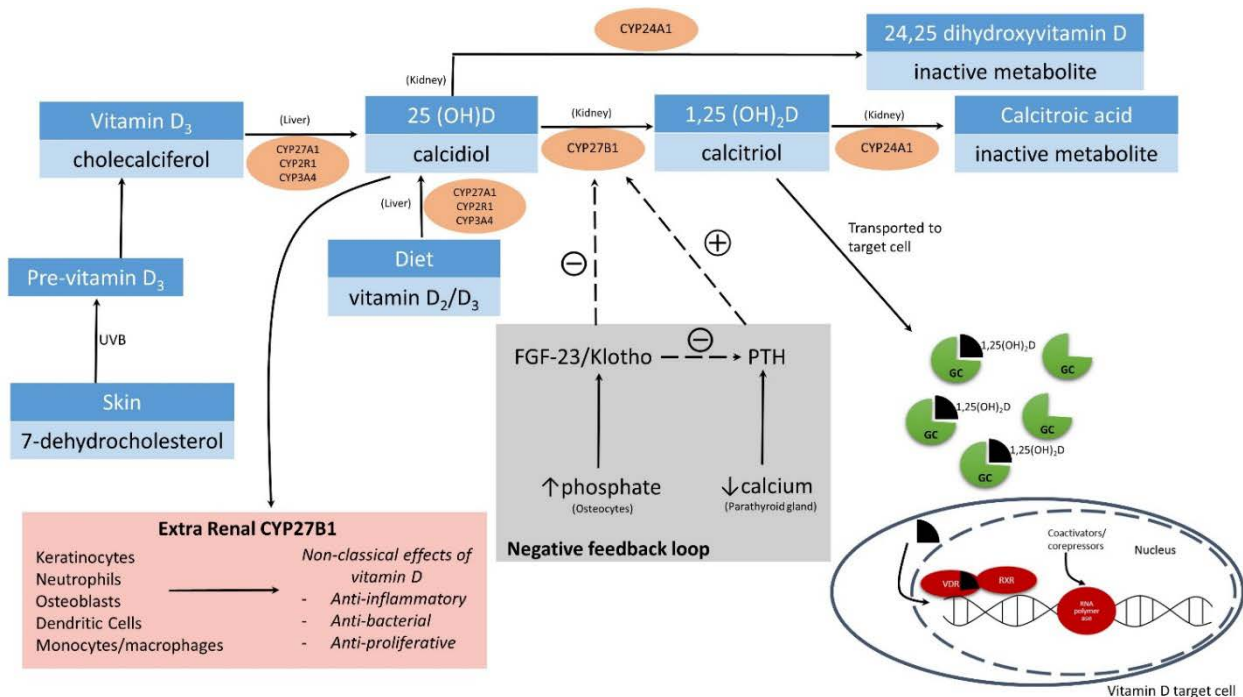 CYP24A1
24,25 dihydroxyvitamin D
inactive metabolite
(Kidney)
Vitamin D₃
cholecalciferol
(Liver)
CYP27A1
CYP2R1
CYP3A4
25 (OH)D
calcidiol
(Kidney)
CYP27B1
1,25 (OH)₂D
calcitriol
(Kidney)
CYP24A1
Calcitroic acid
inactive metabolite
(Liver)
CYP27A1
CYP2R1
CYP3A4
Diet
vitamin D₂/D₃
Pre-vitamin D₃
UVB
Skin
7-dehydrocholesterol
−
+
Transported to
target cell
FGF-23/Klotho
−
PTH
↑phosphate
(Osteocytes)
↓calcium
(Parathyroid gland)
Negative feedback loop
Extra Renal CYP27B1
Keratinocytes
Neutrophils
Osteoblasts
Dendritic Cells
Monocytes/macrophages
Non-classical effects of
vitamin D
- Anti-inflammatory
- Anti-bacterial
- Anti-proliferative
1,25(OH)₂D
GC
GC
1,25(OH)₂D
GC
GC
1,25(OH)₂D
GC
Coactivators/
corepressors
Nucleus
VDR
RXR
RNA
polymer
ase
Vitamin D target cell